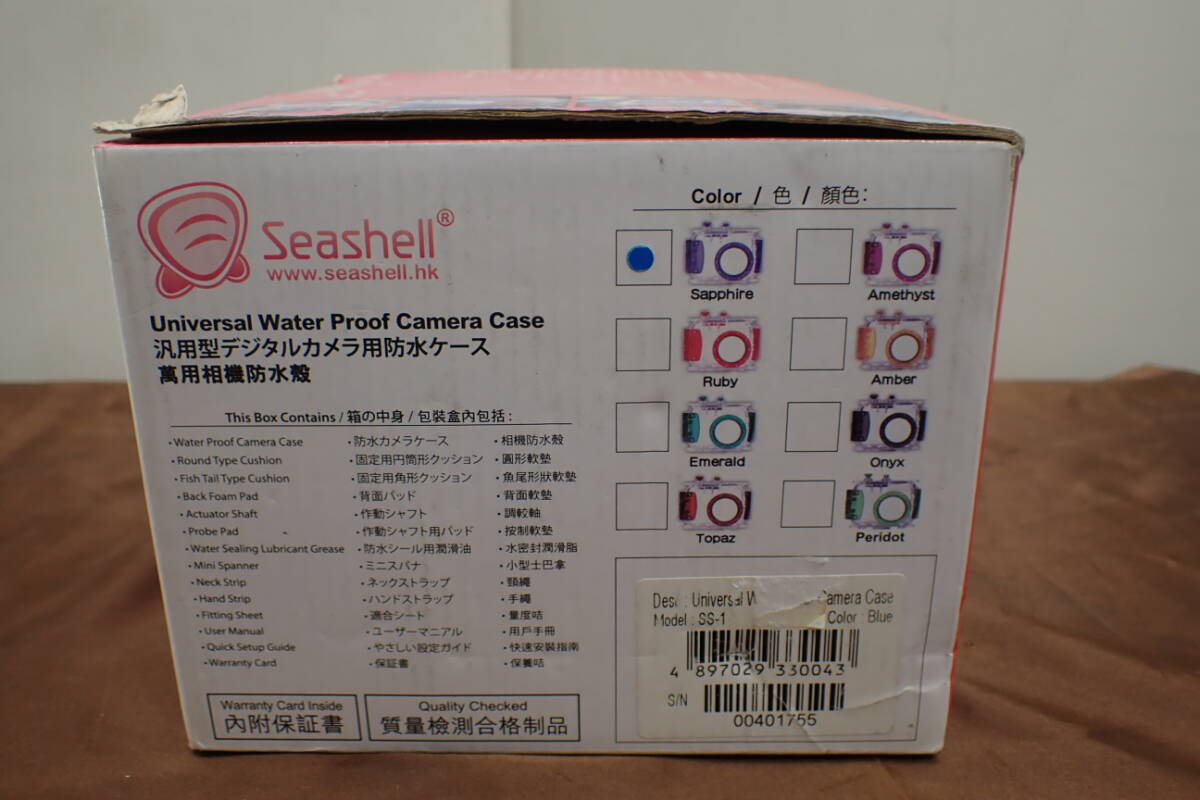 Seashell®
www.seashell.hk
Universal Water Proof Camera Case
汎用型デジタルカメラ用防水ケース
萬用相機防水殼
This Box Contains / 箱の中身 / 包裝盒內包括：
• Water Proof Camera Case • 防水カメラケース • 相機防水殼
• Round Type Cushion • 固定用円筒形クッション • 圓形軟墊
• Fish Tail Type Cushion • 固定用角形クッション • 魚尾形狀軟墊
• Back Foam Pad • 背面パッド • 背面軟墊
• Actuator Shaft • 作動シャフト • 調較軸
• Probe Pad • 作動シャフト用パッド • 按制軟墊
• Water Sealing Lubricant Grease • 防水シール用潤滑油 • 水密封潤滑脂
• Mini Spanner • ミニスパナ • 小型士巴拿
• Neck Strip • ネックストラップ • 頸繩
• Hand Strip • ハンドストラップ • 手繩
• Fitting Sheet • 適合シート • 量度咭
• User Manual • ユーザーマニアル • 用戶手冊
• Quick Setup Guide • やさしい設定ガイド • 快速安裝指南
• Warranty Card • 保証書 • 保養咭
Warranty Card Inside
內附保証書
Quality Checked
質量檢測合格制品
Color / 色 / 顏色：
Sapphire
Amethyst
Ruby
Amber
Emerald
Onyx
Topaz
Peridot
Universal Camera Case
Model : SS-1 Color : Blue
4 897029 330043
S/N
00401755